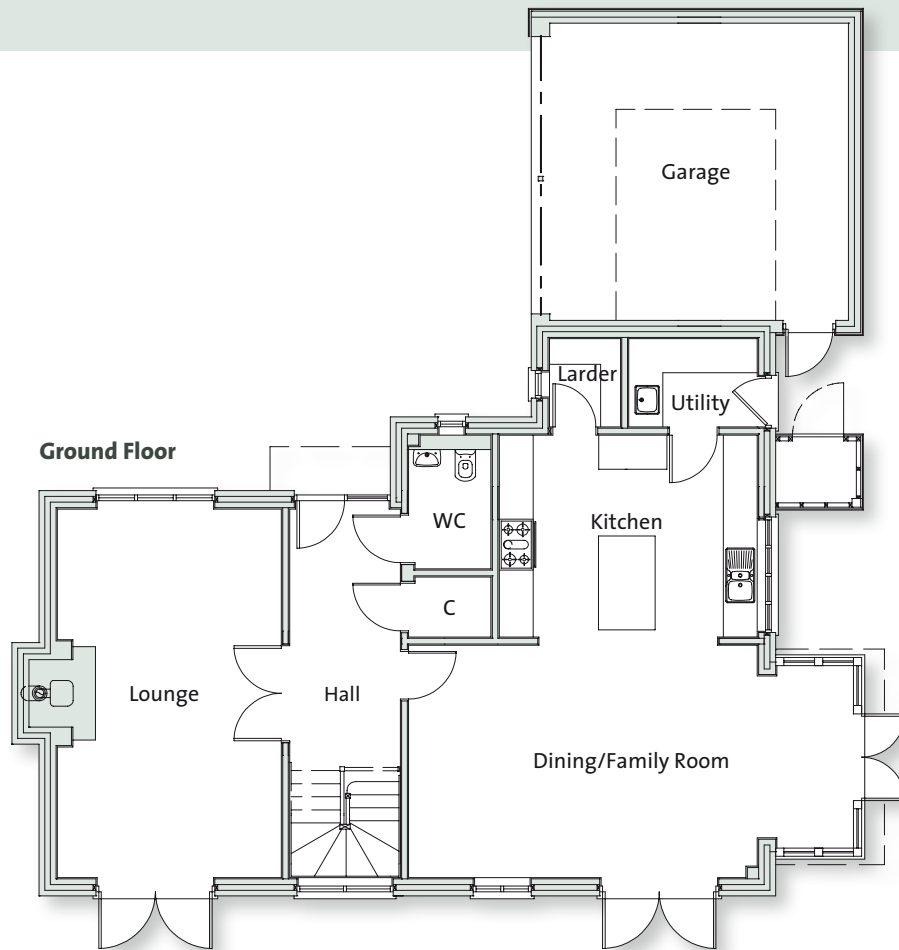 Garage
Larder
Utility
Ground Floor
WC
Kitchen
C
Lounge
Hall
Dining/Family Room